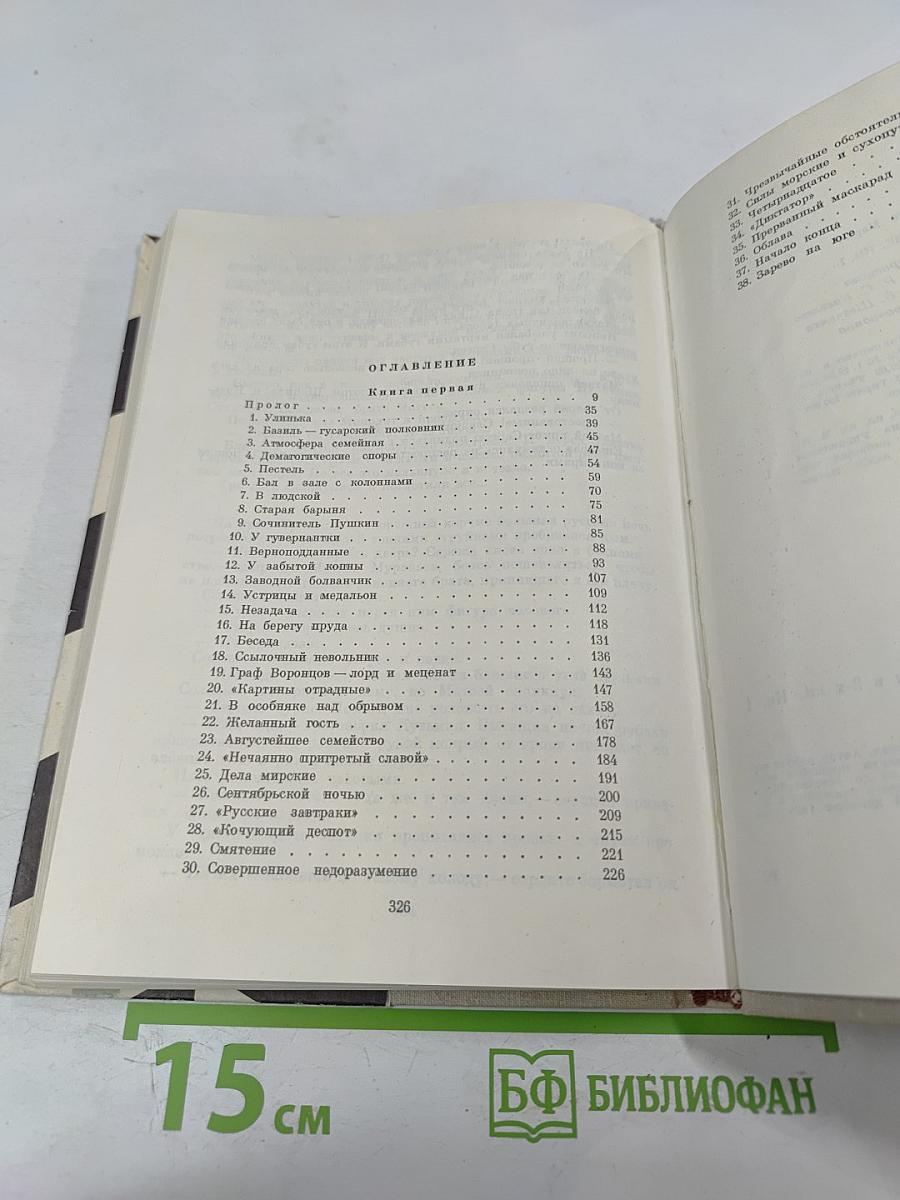 ОГЛАВЛЕНИЕ
Книга первая
Пролог . . . . . . . . . . . . . . . . . . . 9
1. Улинька . . . . . . . . . . . . . . . . . . 35
2. Базиль — гусарский полковник . . . . . . . . 39
3. Атмосфера семейная . . . . . . . . . . . . 45
4. Демагогические споры . . . . . . . . . . . 47
5. Пестель . . . . . . . . . . . . . . . . . . 54
6. Бал в зале с колоннами . . . . . . . . . . 59
7. В людской . . . . . . . . . . . . . . . . . 70
8. Старая барыня . . . . . . . . . . . . . . . 75
9. Сочинитель Пушкин . . . . . . . . . . . . . 81
10. У гувернантки . . . . . . . . . . . . . . . 85
11. Верноподданные . . . . . . . . . . . . . . 88
12. У забытой копны . . . . . . . . . . . . . . 93
13. Заводной болванчик . . . . . . . . . . . . 107
14. Устрицы и медальон . . . . . . . . . . . . 109
15. Незадача . . . . . . . . . . . . . . . . . 112
16. На берегу пруда . . . . . . . . . . . . . . 118
17. Беседа . . . . . . . . . . . . . . . . . . 131
18. Ссылочный невольник . . . . . . . . . . . . 136
19. Граф Воронцов — лорд и меценат . . . . . . 143
20. «Картины отрадные» . . . . . . . . . . . . 147
21. В особняке над обрывом . . . . . . . . . . 158
22. Желанный гость . . . . . . . . . . . . . . 167
23. Августейшее семейство . . . . . . . . . . . 178
24. «Нечаянно пригретый славой» . . . . . . . . 184
25. Дела мирские . . . . . . . . . . . . . . . 191
26. Сентябрьской ночью . . . . . . . . . . . . 200
27. «Русские завтраки» . . . . . . . . . . . . 209
28. «Кочующий деспот» . . . . . . . . . . . . . 215
29. Смятение . . . . . . . . . . . . . . . . . 221
30. Совершенное недоразумение . . . . . . . . . 226
326
31. Чрезвычайные
32. Силы морские и
33. Четырнадцатое . . .
34. «Диктатор» . . . . .
35. Прерванный маскарад
36. Облава . . . . . .
37. Начало конца . . .
38. Зарево на юге . .
15 см
БФ БИБЛИОФАН